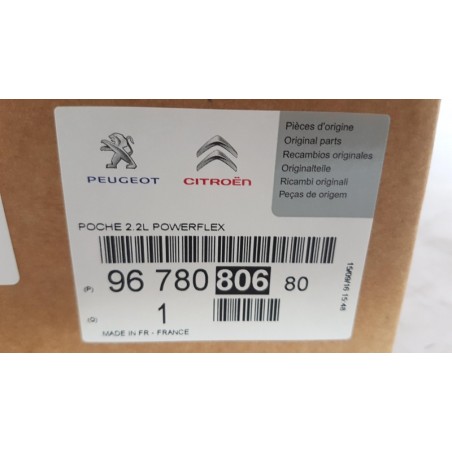 PEUGEOT
CITROËN
Pièces d'origine
Original parts
Recambios originales
Originalteile
Ricambi originali
Peças de origem
POCHE 2.2L POWERFLEX
(P) 96 780 806 80
(Q) 1
MADE IN FR - FRANCE
15/09/16 15:48